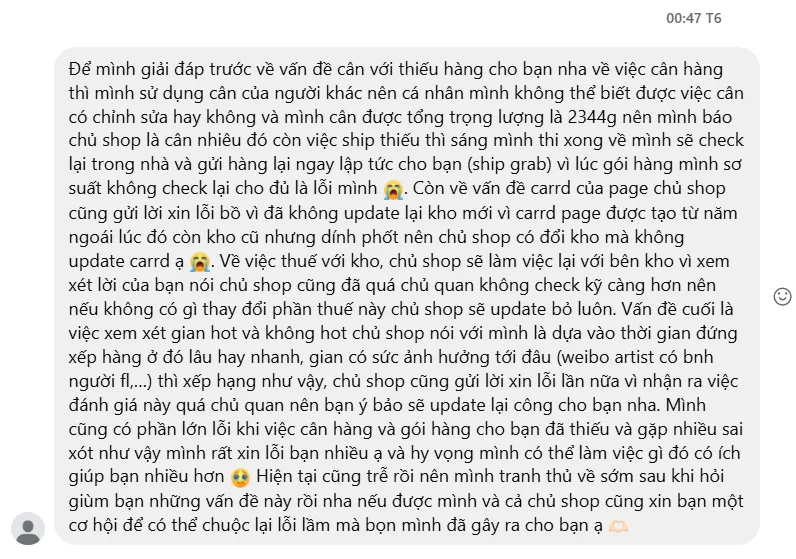 00:47 T6
Để mình giải đáp trước về vấn đề cân với thiếu hàng cho bạn nha về việc cân hàng
thì mình sử dụng cân của người khác nên cá nhân mình không thể biết được việc cân
có chỉnh sửa hay không và mình cân được tổng trọng lượng là 2344g nên mình báo
chủ shop là cân nhiêu đó còn việc ship thiếu thì sáng mình thi xong về mình sẽ check
lại trong nhà và gửi hàng lại ngay lập tức cho bạn (ship grab) vì lúc gói hàng mình sơ
suất không check lại cho đủ là lỗi mình 😭. Còn về vấn đề carrd của page chủ shop
cũng gửi lời xin lỗi bồ vì đã không update lại kho mới vì carrd page được tạo từ năm
ngoái lúc đó còn kho cũ nhưng dính phốt nên chủ shop có đổi kho mà không
update carrd ạ 😭. Về việc thuế với kho, chủ shop sẽ làm việc lại với bên kho vì xem
xét lời của bạn nói chủ shop cũng đã quá chủ quan không check kỹ càng hơn nên
nếu không có gì thay đổi phần thuế này chủ shop sẽ update bỏ luôn. Vấn đề cuối là
việc xem xét gian hot và không hot chủ shop nói với mình là dựa vào thời gian đứng
xếp hàng ở đó lâu hay nhanh, gian có sức ảnh hưởng tới đâu (weibo artist có bnh
người fl,...) thì xếp hạng như vậy, chủ shop cũng gửi lời xin lỗi lần nữa vì nhận ra việc
đánh giá này quá chủ quan nên bạn ý bảo sẽ update lại công cho bạn nha. Mình
cũng có phần lớn lỗi khi việc cân hàng và gói hàng cho bạn đã thiếu và gặp nhiều sai
xót như vậy mình rất xin lỗi bạn nhiều ạ và hy vọng mình có thể làm việc gì đó có ích
giúp bạn nhiều hơn 🥹 Hiện tại cũng trễ rồi nên mình tranh thủ về sớm sau khi hỏi
giùm bạn những vấn đề này rồi nha nếu được mình và cả chủ shop cũng xin bạn một
cơ hội để có thể chuộc lại lỗi lầm mà bọn mình đã gây ra cho bạn ạ 🫶🏻